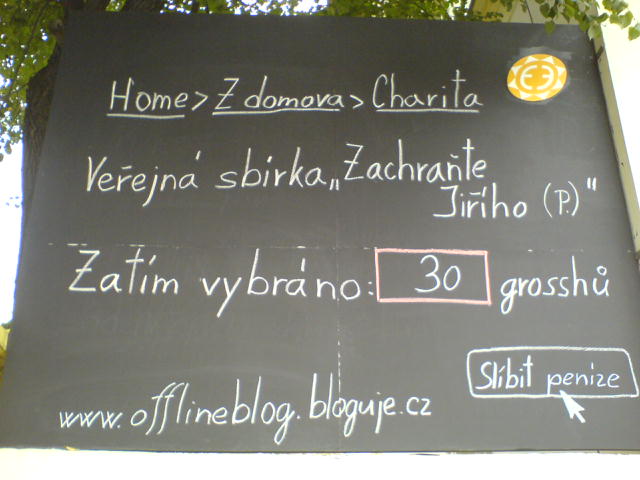 Home > Z domova > Charita
Veřejná sbírka „Zachraňte
Jiřího (P.)"
Zatím vybráno: 30 grosshů
Slíbit peníze
www.offlineblog.bloguje.cz